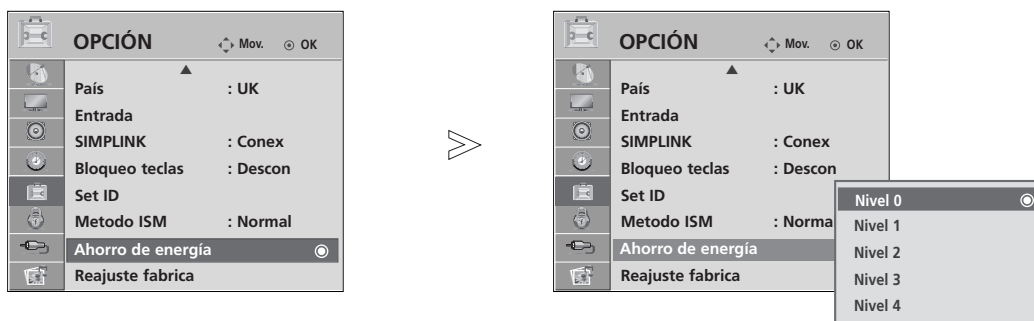 OPCIÓN Mov. OK
País : UK
Entrada
SIMPLINK : Conex
Bloqueo teclas : Descon
Set ID
Metodo ISM : Normal
Ahorro de energía
Reajuste fabrica
OPCIÓN Mov. OK
País : UK
Entrada
SIMPLINK : Conex
Bloqueo teclas : Descon
Set ID
Metodo ISM : Norma
Ahorro de energía
Reajuste fabrica
Nivel 0
Nivel 1
Nivel 2
Nivel 3
Nivel 4